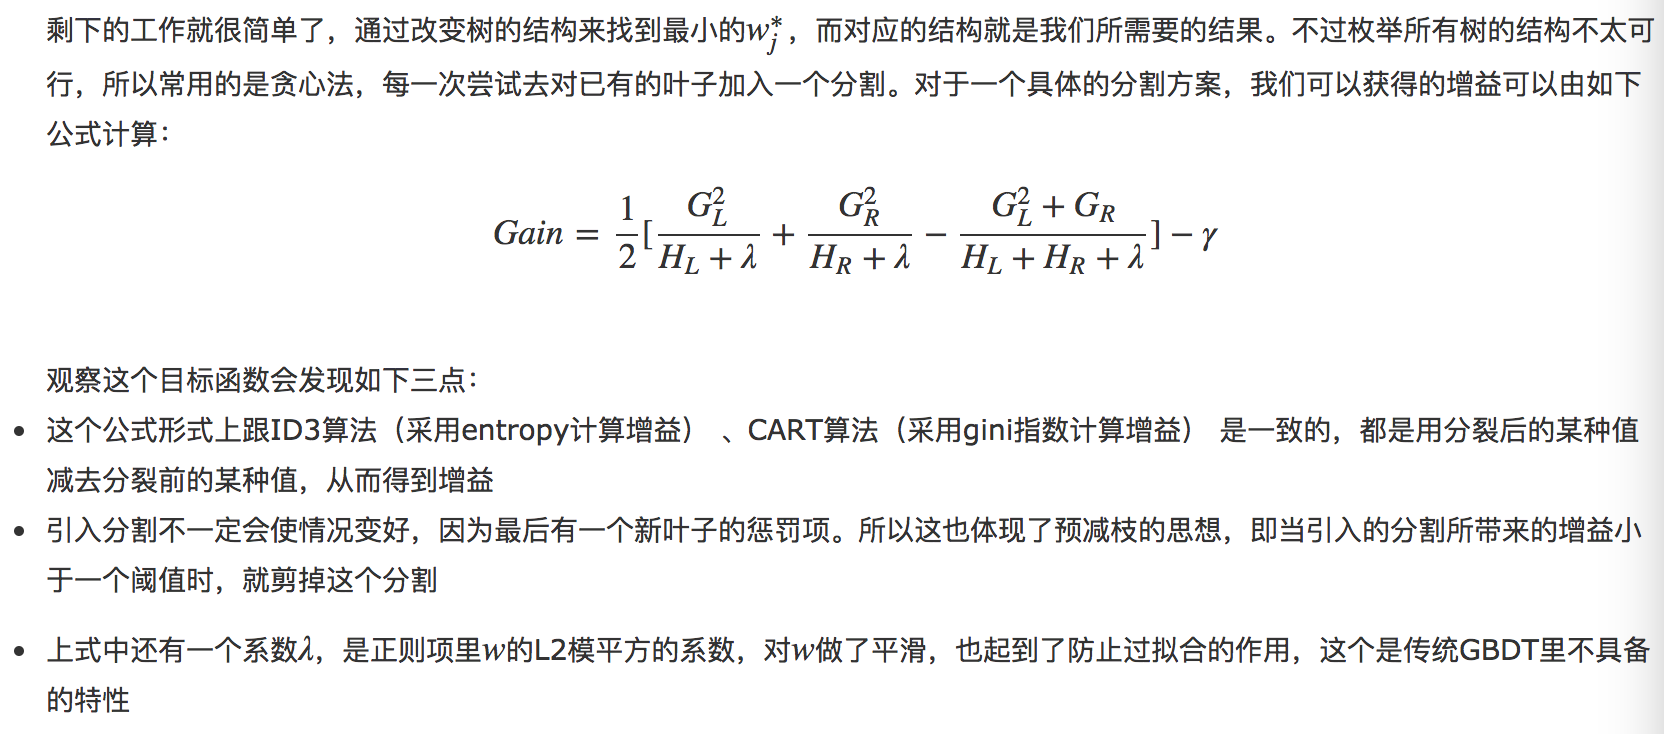 剩下的工作就很简单了，通过改变树的结构来找到最小的$w_j^*$，而对应的结构就是我们所需要的结果。不过枚举所有树的结构不太可
行，所以常用的是贪心法，每一次尝试去对已有的叶子加入一个分割。对于一个具体的分割方案，我们可以获得的增益可以由如下
公式计算：
$Gain = \frac{1}{2}[\frac{G_L^2}{H_L + \lambda} + \frac{G_R^2}{H_R + \lambda} - \frac{G_L^2 + G_R}{H_L + H_R + \lambda}] - \gamma$
观察这个目标函数会发现如下三点：
• 这个公式形式上跟ID3算法（采用entropy计算增益） 、CART算法（采用gini指数计算增益） 是一致的，都是用分裂后的某种值
减去分裂前的某种值，从而得到增益
• 引入分割不一定会使情况变好，因为最后有一个新叶子的惩罚项。所以这也体现了预减枝的思想，即当引入的分割所带来的增益小
于一个阈值时，就剪掉这个分割
• 上式中还有一个系数$\lambda$，是正则项里$w$的L2模平方的系数，对$w$做了平滑，也起到了防止过拟合的作用，这个是传统GBDT里不具备
的特性